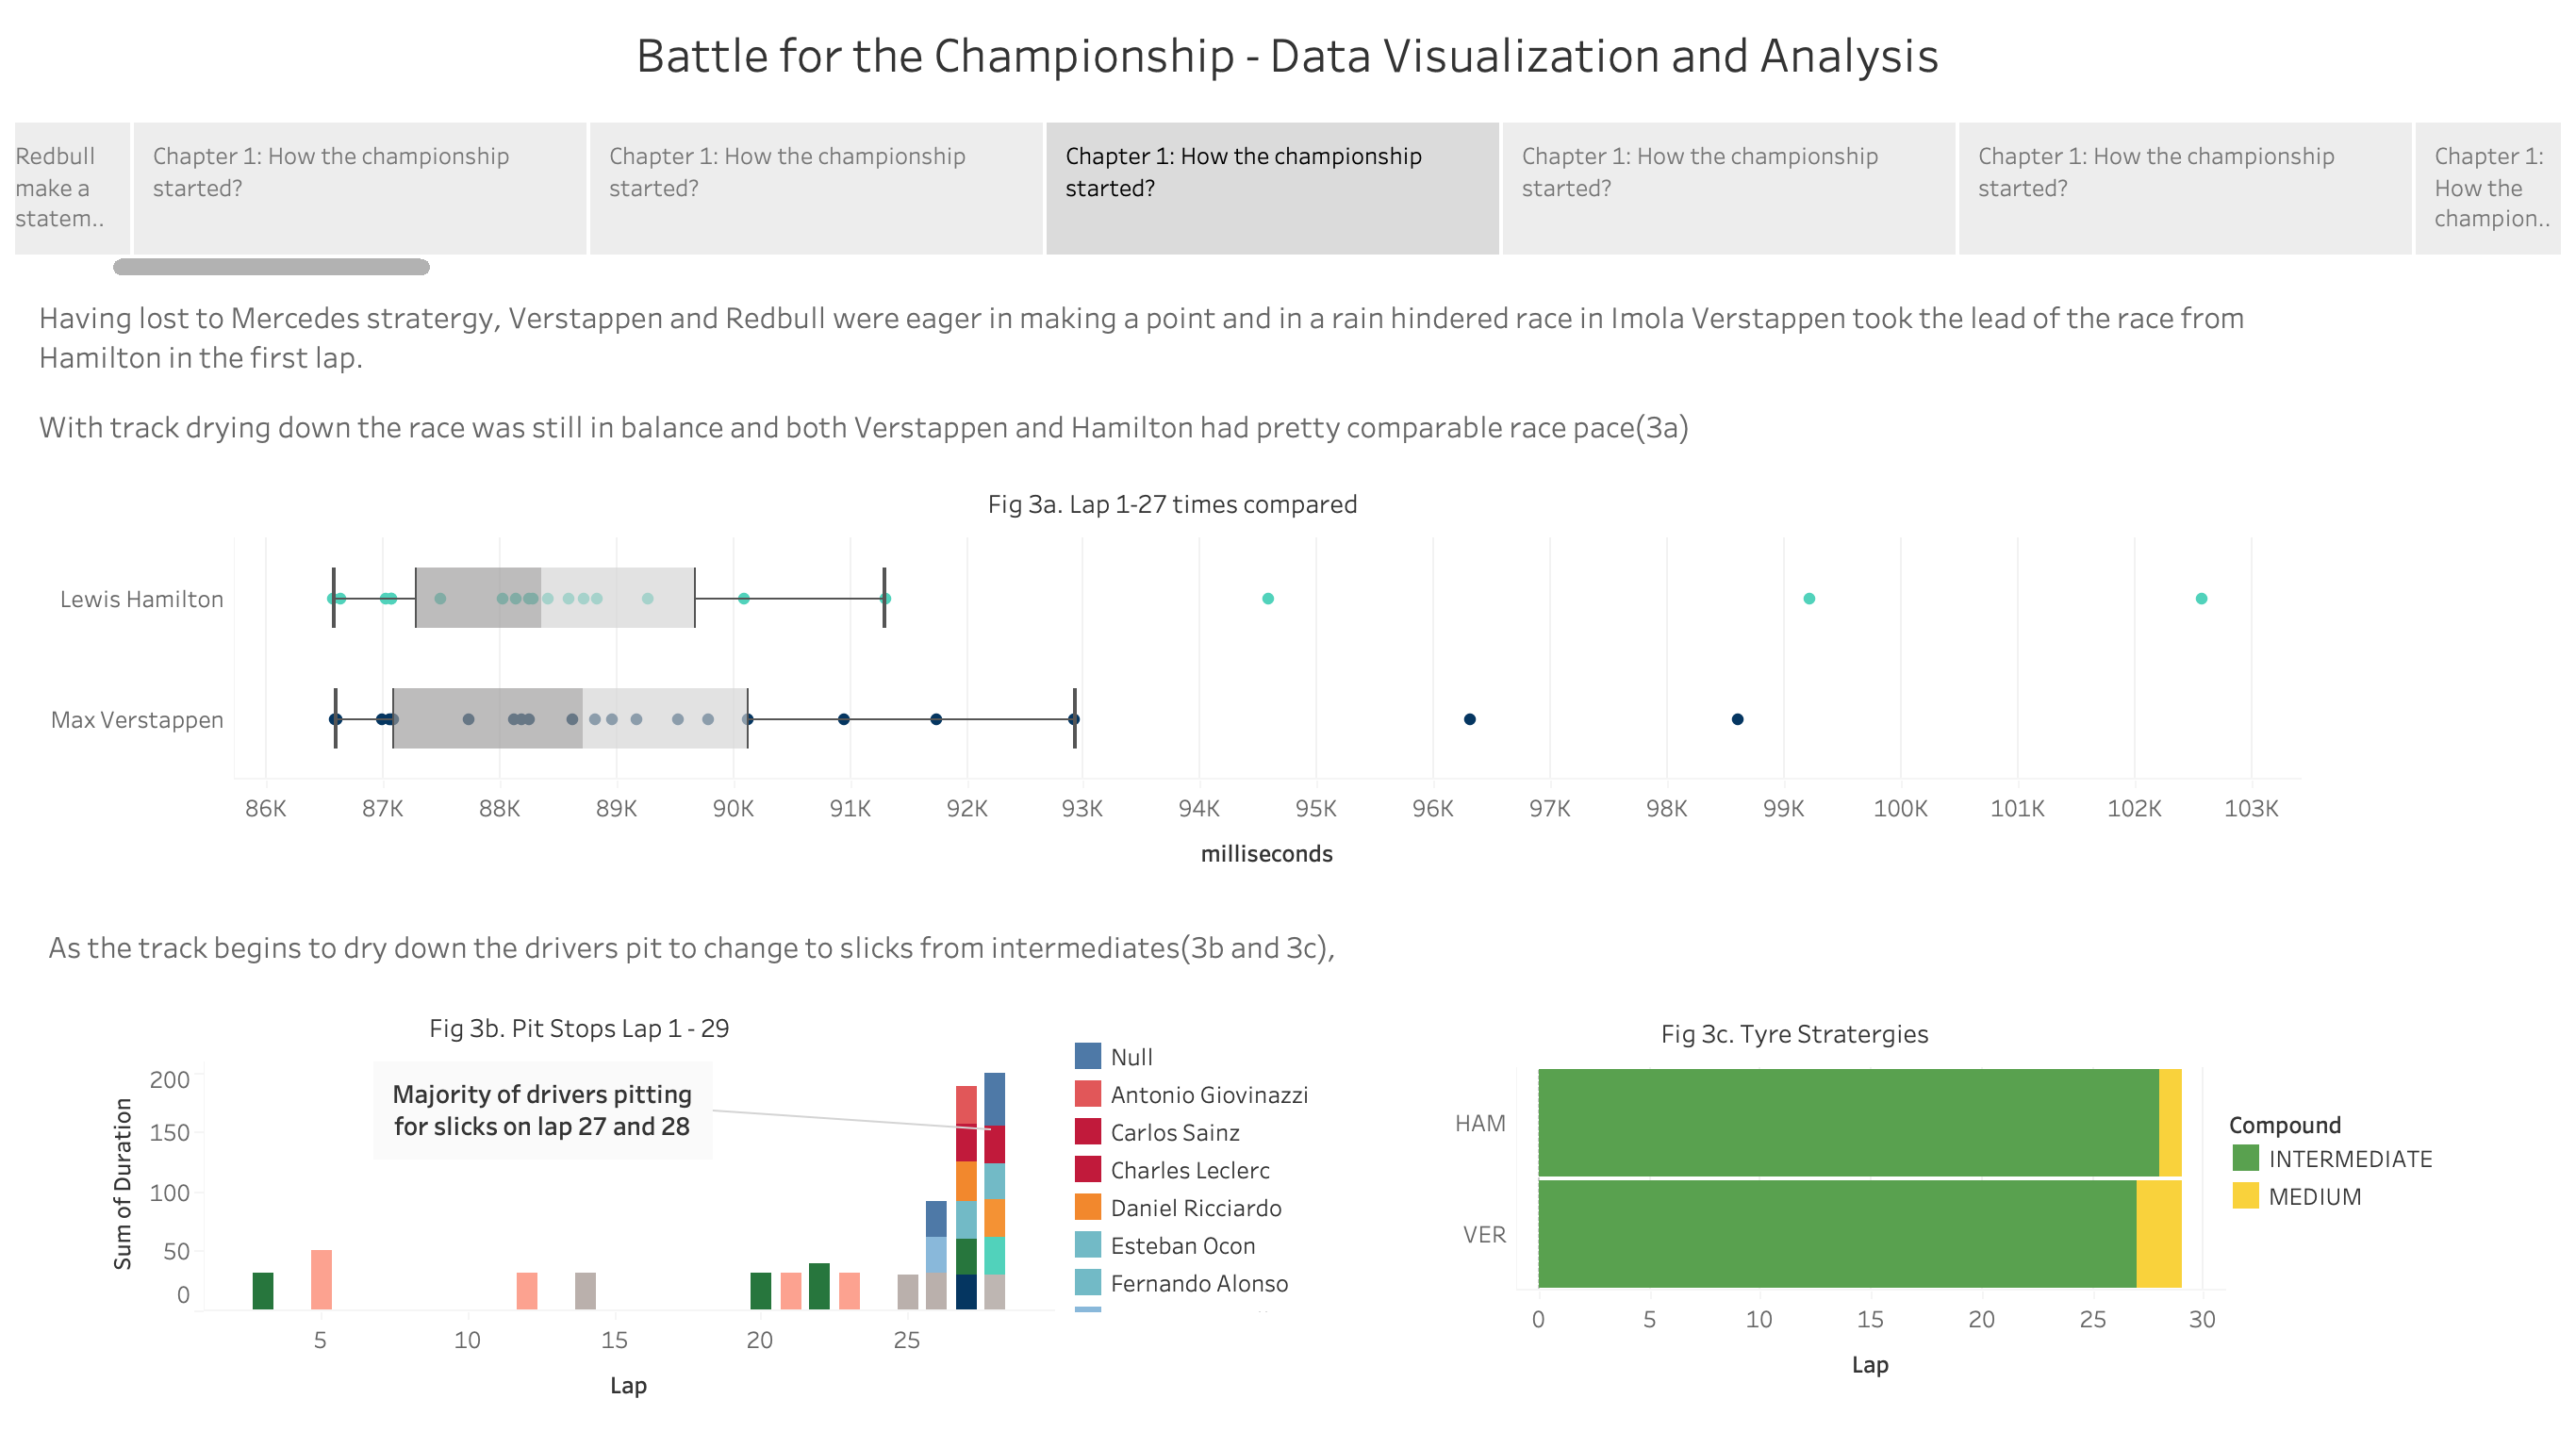 Battle for the Championship - Data Visualization and Analysis
Redbull
make a
statem..
Chapter 1: How the championship
started?
Chapter 1: How the championship
started?
Chapter 1: How the championship
started?
Chapter 1: How the championship
started?
Chapter 1: How the championship
started?
Chapter 1:
How the
champion..
Having lost to Mercedes stratergy, Verstappen and Redbull were eager in making a point and in a rain hindered race in Imola Verstappen took the lead of the race from
Hamilton in the first lap.
With track drying down the race was still in balance and both Verstappen and Hamilton had pretty comparable race pace(3a)
Fig 3a. Lap 1-27 times compared
Lewis Hamilton
Max Verstappen
86K 87K 88K 89K 90K 91K 92K 93K 94K 95K 96K 97K 98K 99K 100K 101K 102K 103K
milliseconds
As the track begins to dry down the drivers pit to change to slicks from intermediates(3b and 3c),
Fig 3b. Pit Stops Lap 1 - 29
Majority of drivers pitting
for slicks on lap 27 and 28
Sum of Duration
200
150
100
50
0
5 10 15 20 25
Lap
Null
Antonio Giovinazzi
Carlos Sainz
Charles Leclerc
Daniel Ricciardo
Esteban Ocon
Fernando Alonso
Fig 3c. Tyre Stratergies
HAM
VER
0 5 10 15 20 25 30
Lap
Compound
INTERMEDIATE
MEDIUM